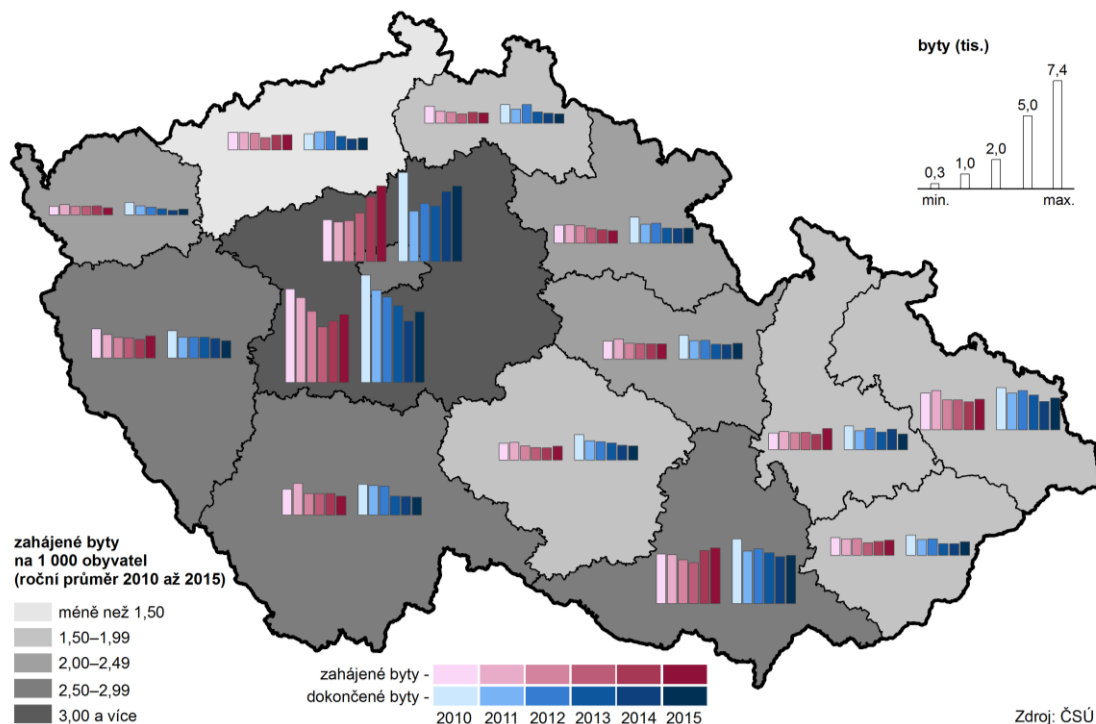 byty (tis.)
7,4
5,0
2,0
1,0
0,3
min.
max.
zahájené byty
na 1 000 obyvatel
(roční průměr 2010 až 2015)
méně než 1,50
1,50–1,99
2,00–2,49
2,50–2,99
3,00 a více
zahájené byty -
dokončené byty -
2010 2011 2012 2013 2014 2015
Zdroj: ČSÚ